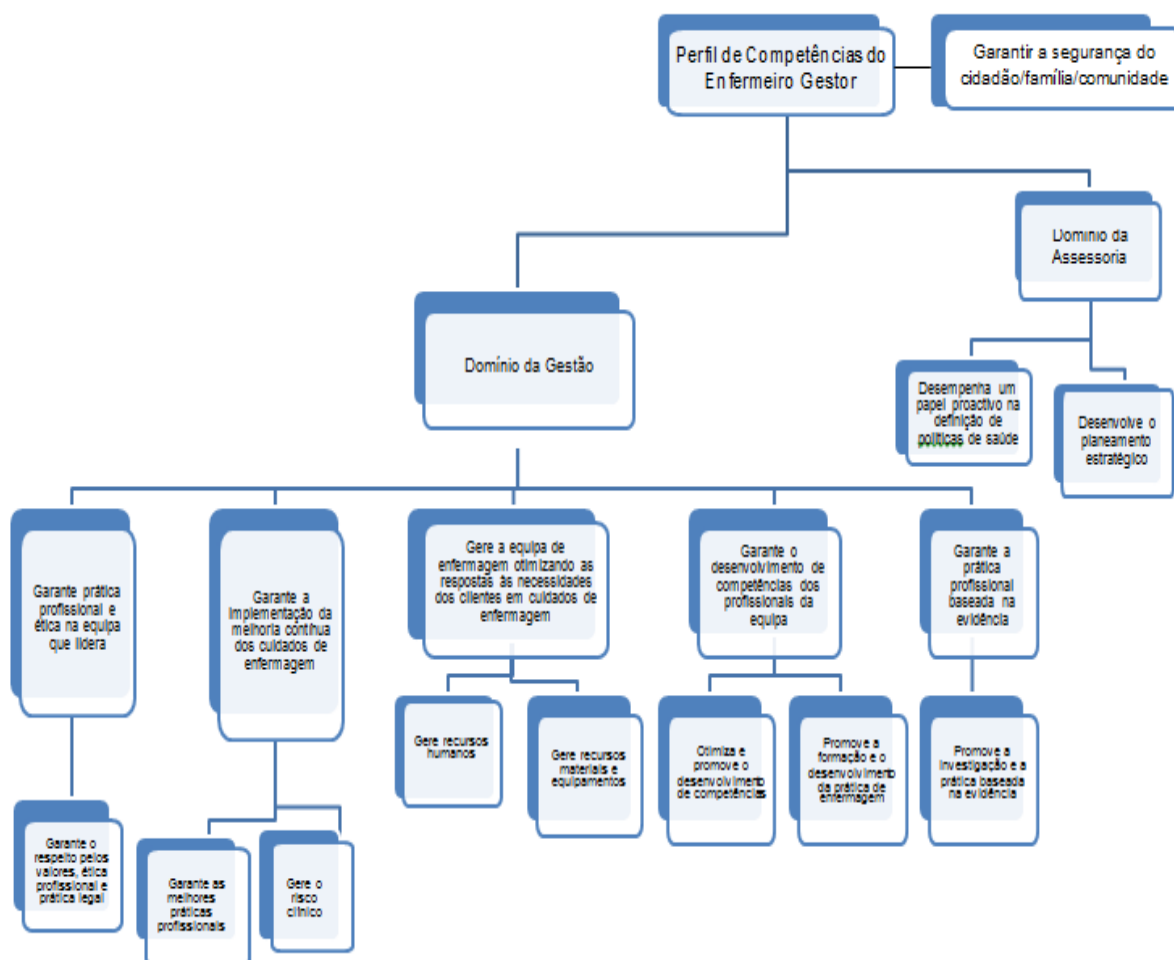 Perfil de Competências do
Enfermeiro Gestor
Garantir a segurança do
cidadão/família/comunidade
Domínio da
Assessoria
Domínio da Gestão
Desempenha um
papel proactivo na
definição de
políticas de saúde
Desenvolve o
planeamento
estratégico
Garante prática
profissional e
ética na equipa
que lidera
Garante a
implementação da
melhoria contínua
dos cuidados de
enfermagem
Gere a equipa de
enfermagem otimizando as
respostas às necessidades
dos clientes em cuidados de
enfermagem
Garante o
desenvolvimento de
competências dos
profissionais da
equipa
Garante a
prática
profissional
baseada na
evidência
Gere recursos
humanos
Gere recursos
materiais e
equipamentos
Otimiza e
promove o
desenvolvimento
de competências
Promove a
formação e o
desenvolvimento
da prática de
enfermagem
Promove a
investigação e a
prática baseada
na evidência
Garante o
respeito pelos
valores, ética
profissional e
prática legal
Garante as
melhores
práticas
profissionais
Gere o
risco
clínico